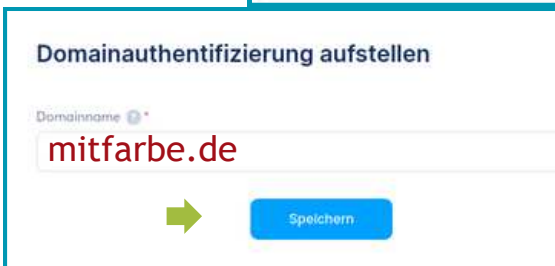 Domainauthentifizierung aufstellen
Domainname ? *
mitfarbe.de
Speichern